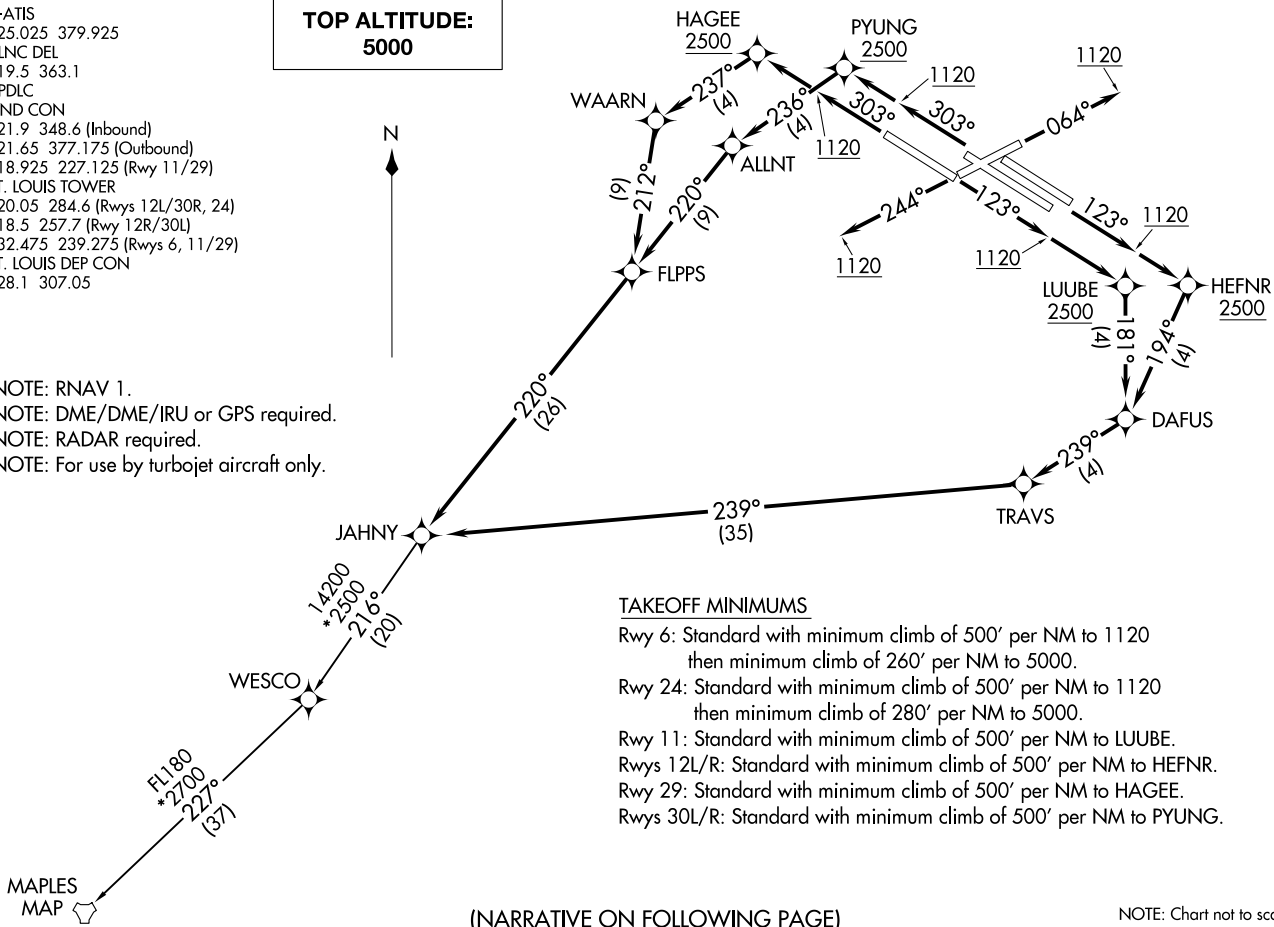 -ATIS
25.025 379.925
LNC DEL
19.5 363.1
PDLC
ND CON
21.9 348.6 (Inbound)
21.65 377.175 (Outbound)
18.925 227.125 (Rwy 11/29)
T. LOUIS TOWER
20.05 284.6 (Rwys 12L/30R, 24)
18.5 257.7 (Rwy 12R/30L)
32.475 239.275 (Rwys 6, 11/29)
T. LOUIS DEP CON
28.1 307.05
TOP ALTITUDE:
5000
N
HAGEE
2500
PYUNG
2500
1120
1120
WAARN
237°
(4)
236°
(4)
303°
303°
064°
1120
ALLNT
(9)
212°
220°
(9)
244°
123°
123°
1120
1120
1120
FLPPS
LUUBE
2500
HEFNR
2500
181°
(4)
194°
(4)
NOTE: RNAV 1.
NOTE: DME/DME/IRU or GPS required.
NOTE: RADAR required.
NOTE: For use by turbojet aircraft only.
220°
(26)
DAFUS
239°
(4)
TRAVS
239°
(35)
JAHNY
14200
*2500
216°
(20)
WESCO
FL180
*2700
227°
(37)
MAPLES
MAP
TAKEOFF MINIMUMS
Rwy 6: Standard with minimum climb of 500' per NM to 1120
then minimum climb of 260' per NM to 5000.
Rwy 24: Standard with minimum climb of 500' per NM to 1120
then minimum climb of 280' per NM to 5000.
Rwy 11: Standard with minimum climb of 500' per NM to LUUBE.
Rwys 12L/R: Standard with minimum climb of 500' per NM to HEFNR.
Rwy 29: Standard with minimum climb of 500' per NM to HAGEE.
Rwys 30L/R: Standard with minimum climb of 500' per NM to PYUNG.
(NARRATIVE ON FOLLOWING PAGE)
NOTE: Chart not to sca